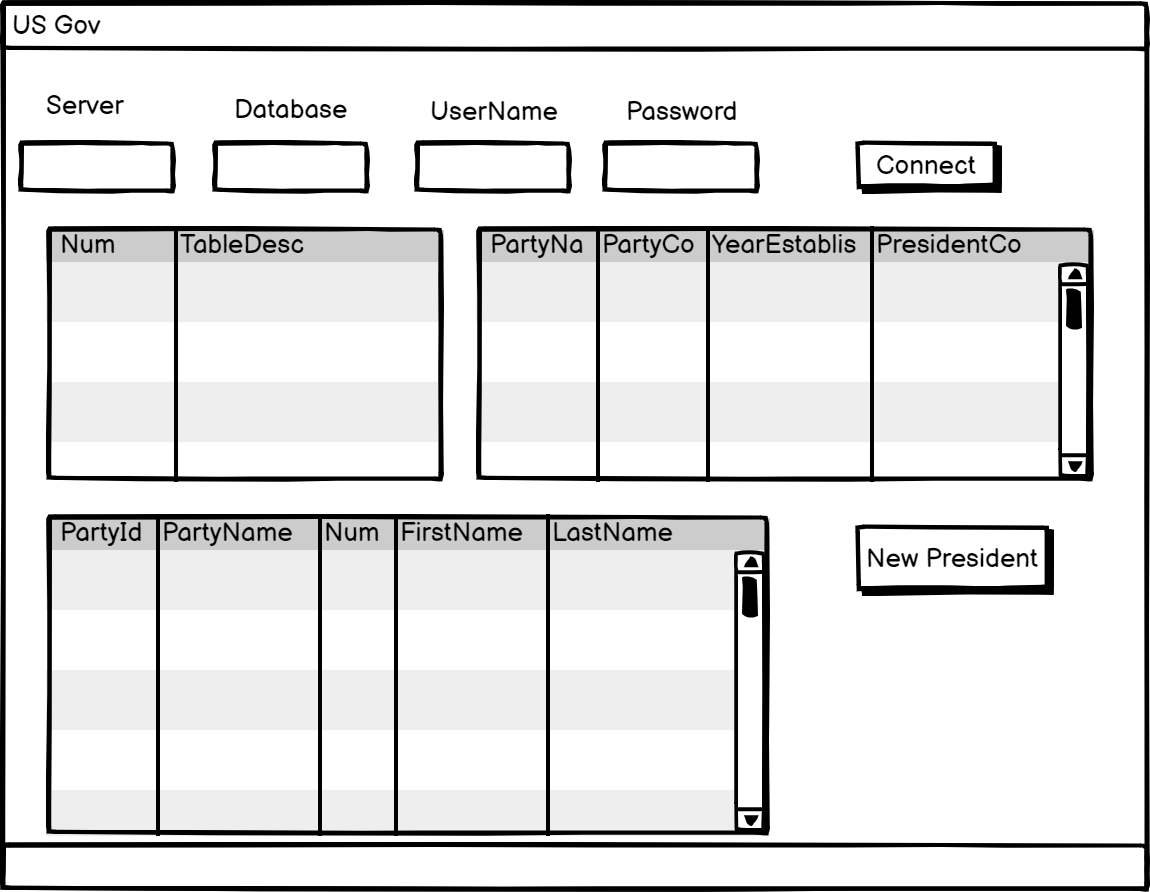 US Gov
Server Database UserName Password
Connect
Num TableDesc
PartyNa PartyCo YearEstablis PresidentCo
PartyId PartyName Num FirstName LastName
New President